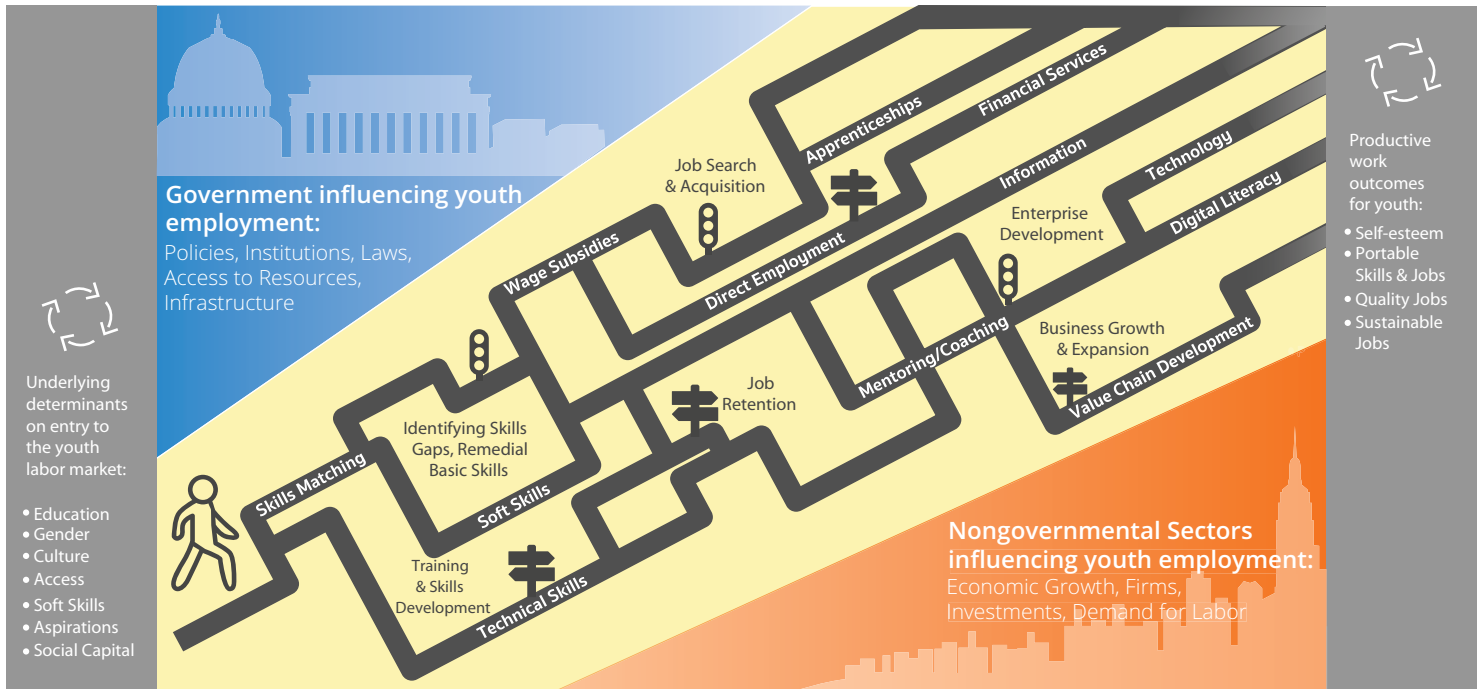 Underlying
determinants
on entry to
the youth
labor market:
• Education
• Gender
• Culture
• Access
• Soft Skills
• Aspirations
• Social Capital
Government influencing youth
employment:
Policies, Institutions, Laws,
Access to Resources,
Infrastructure
Skills Matching
Identifying Skills
Gaps, Remedial
Basic Skills
Soft Skills
Training
& Skills
Development
Technical Skills
Wage Subsidies
Job Search
& Acquisition
Direct Employment
Job
Retention
Apprenticeships
Financial Services
Information
Mentoring/Coaching
Enterprise
Development
Technology
Digital Literacy
Business Growth
& Expansion
Value Chain Development
Nongovernmental Sectors
influencing youth employment:
Economic Growth, Firms,
Investments, Demand for Labor
Productive
work
outcomes
for youth:
• Self-esteem
• Portable
Skills & Jobs
• Quality Jobs
• Sustainable
Jobs